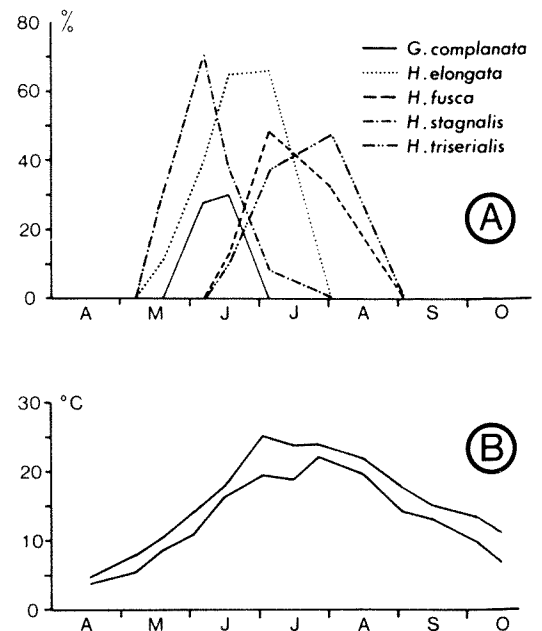 80 %
G. complanata
H. elongata
60
H. fusca
H. stagnalis
H. triserialis
40
20
A
0
A M J J A S O
30 °C
B
20
10
0
A M J J A S O